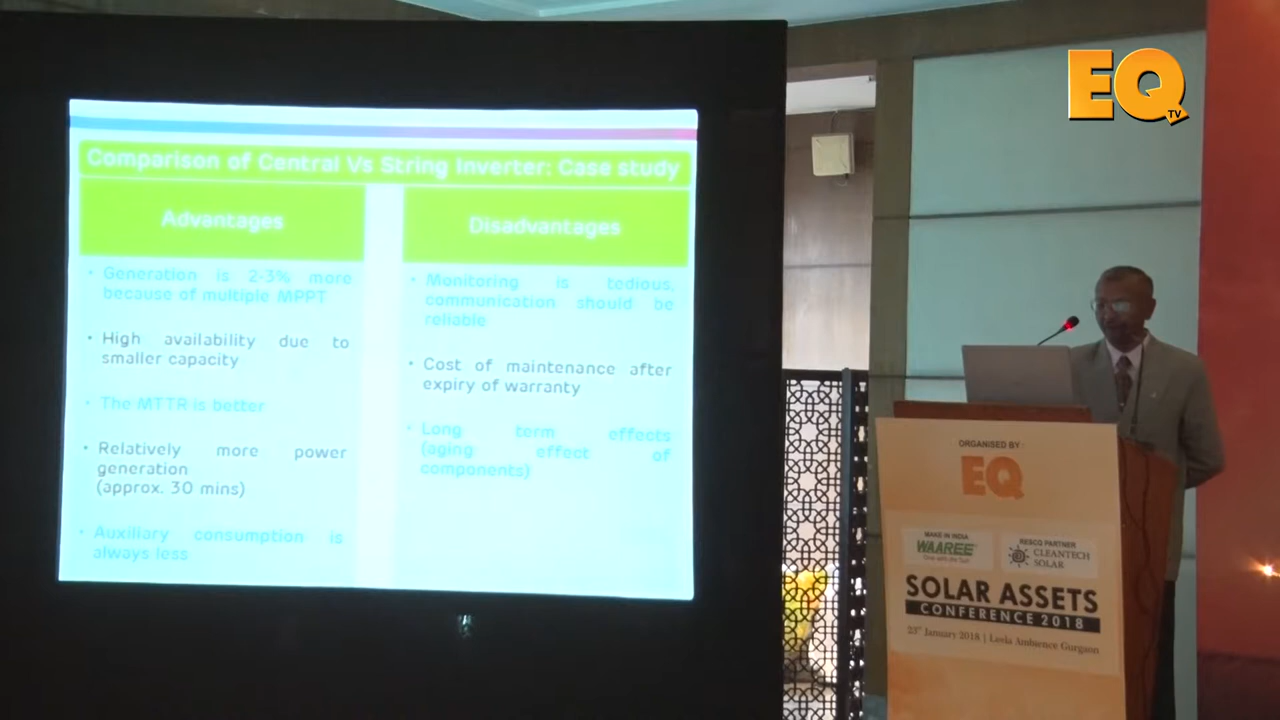 EQ
TV
Comparison of Central Vs String Inverter: Case study
Advantages
• Generation is 2-3% more
because of multiple MPPT
• High availability due to
smaller capacity
• The MTTR is better
• Relatively more power
generation
(approx. 30 mins)
• Auxiliary consumption is
always less
Disadvantages
• Monitoring is tedious,
communication should be
reliable
• Cost of maintenance after
expiry of warranty
• Long term effects
(aging effect of
components)
ORGANISED BY
EQ
MAKE IN INDIA
WAAREE
One with the Sun
RESCO PARTNER
CLEANTECH
SOLAR
SOLAR ASSETS
CONFERENCE 2018
23rd January 2018 | Leela Ambience Gurgaon